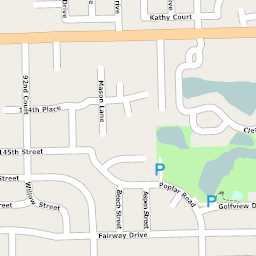 Drive
Kathy Court
92nd Court
Mason Lane
144th Place
Cle
145th Street
Street
Willow Street
Beech Street
Aspen Street
Poplar Road
P
P
Golfview D
Fairway Drive